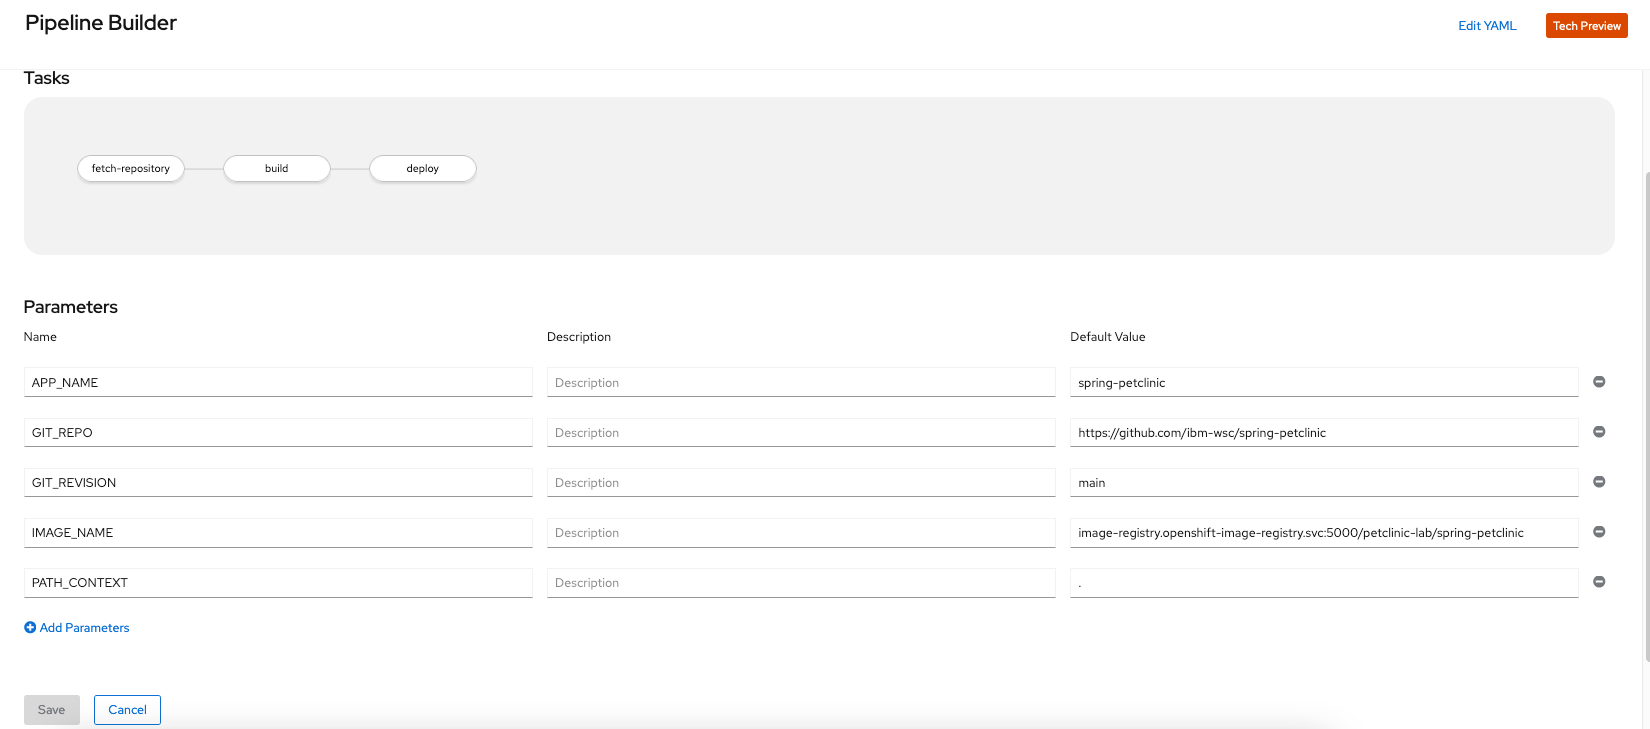 Pipeline Builder
Edit YAML
Tech Preview
Tasks
fetch-repository
build
deploy
Parameters
Name
Description
Default Value
APP_NAME
Description
spring-petclinic
GIT_REPO
Description
https://github.com/ibm-wsc/spring-petclinic
GIT_REVISION
Description
main
IMAGE_NAME
Description
image-registry.openshift-image-registry.svc:5000/petclinic-lab/spring-petclinic
PATH_CONTEXT
Description
.
Add Parameters
Save
Cancel